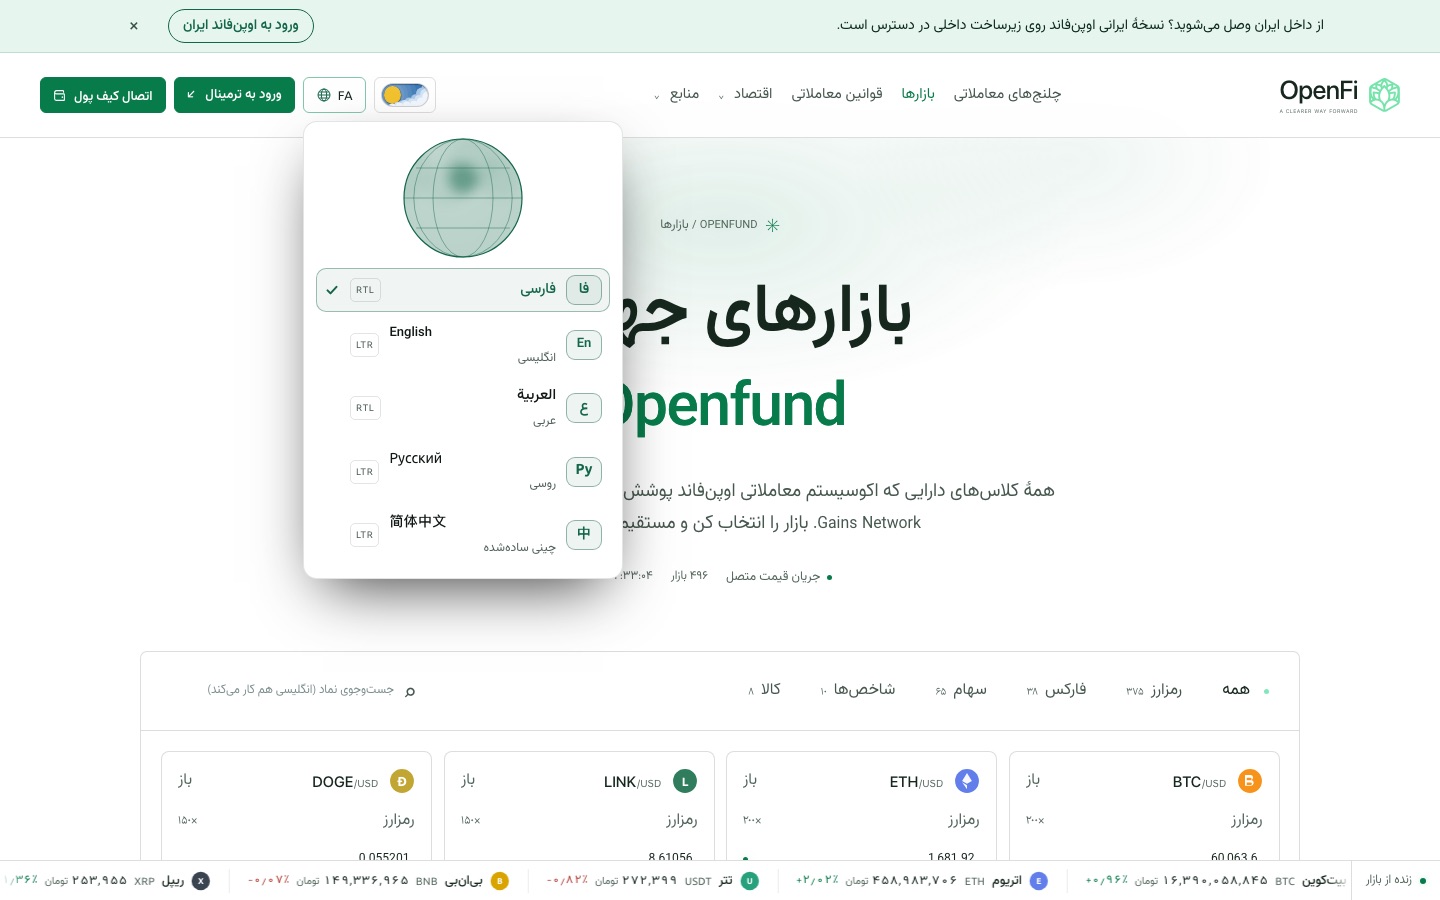 از داخل ایران وصل می‌شوید؟ نسخهٔ ایرانی اوپن‌فاند روی زیرساخت داخلی در دسترس است.
ورود به اوپن‌فاند ایران
×
OpenFi
A CLEARER WAY FORWARD
چلنج‌های معاملاتی
بازارها
قوانین معاملاتی
اقتصاد
منابع
FA
ورود به ترمینال
اتصال کیف پول
فا
فارسی
RTL
En
English
انگلیسی
LTR
ع
العربية
عربی
RTL
Ру
Русский
روسی
LTR
中
简体中文
چینی ساده‌شده
LTR
OPENFUND / بازارها
بازارهای
Openfund
همهٔ کلاس‌های دارایی که اکوسیستم معاملاتی اوپن‌فاند پوشش
Gains Network. بازار را انتخاب کن و مستقیم
جریان قیمت متصل
۴۹۶ بازار
:۳۳:۰۴
همه
رمزارز ۳۷۵
فارکس ۳۸
سهام ۶۵
شاخص‌ها ۱۰
کالا ۸
جست‌وجوی نماد (انگلیسی هم کار می‌کند)
BTC/USD
باز
رمزارز
۲۰۰×
60,063.6
ETH/USD
باز
رمزارز
۲۰۰×
1,681.92
L
LINK/USD
باز
رمزارز
۱۵۰×
8.61056
DOGE/USD
باز
رمزارز
۱۵۰×
0.055201
زنده از بازار
بیت‌کوین BTC ۱۶,۳۹۰,۰۵۸,۸۴۵ تومان +۰٫۹۶٪
E اتریوم ETH ۴۵۸,۹۸۳,۷۰۶ تومان +۲٫۰۲٪
U تتر USDT ۲۷۲,۳۹۹ تومان -۰٫۸۲٪
B بی‌ان‌بی BNB ۱۴۹,۳۳۶,۹۶۵ تومان -۰٫۰۷٪
X ریپل XRP ۲۵۳,۹۵۵ تومان ٫۳۶٪